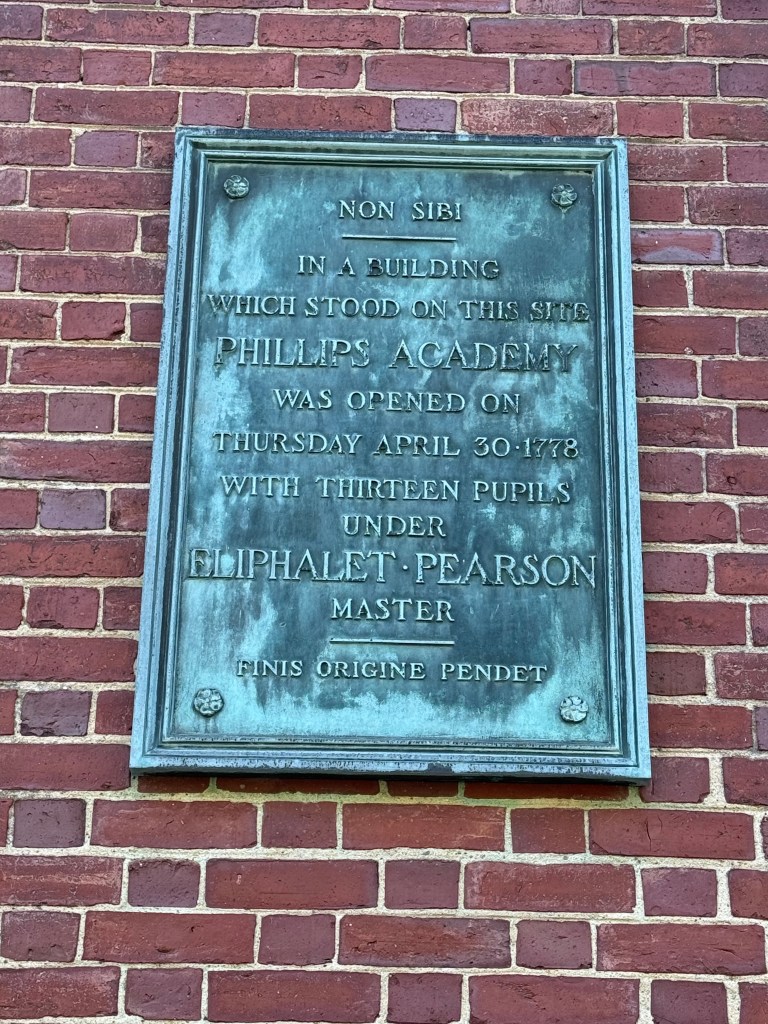 NON SIBI
IN A BUILDING
WHICH STOOD ON THIS SITE
PHILLIPS ACADEMY
WAS OPENED ON
THURSDAY APRIL 30·1778
WITH THIRTEEN PUPILS
UNDER
ELIPHALET·PEARSON
MASTER
FINIS ORIGINE PENDET